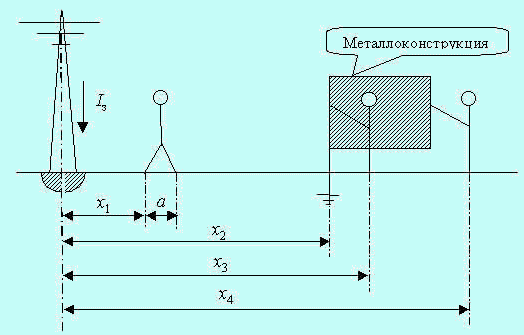 Металлоконструкция
Iз
x1
a
x2
x3
x4